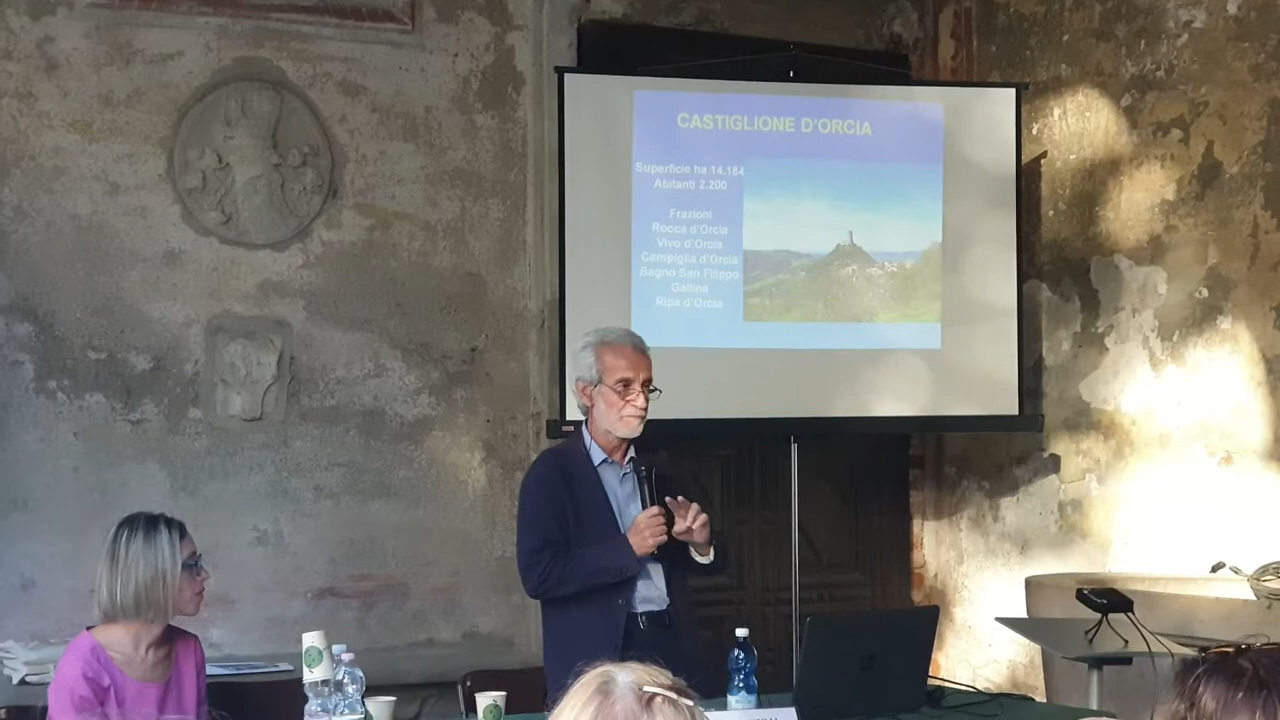 CASTIGLIONE D'ORCIA
Superficie ha 14.184
Abitanti 2.200
Frazioni
Rocca d'Orcia
Vivo d'Orcia
Campiglia d'Orcia
Bagno San Filippo
Gallina
Ripa d'Orcia